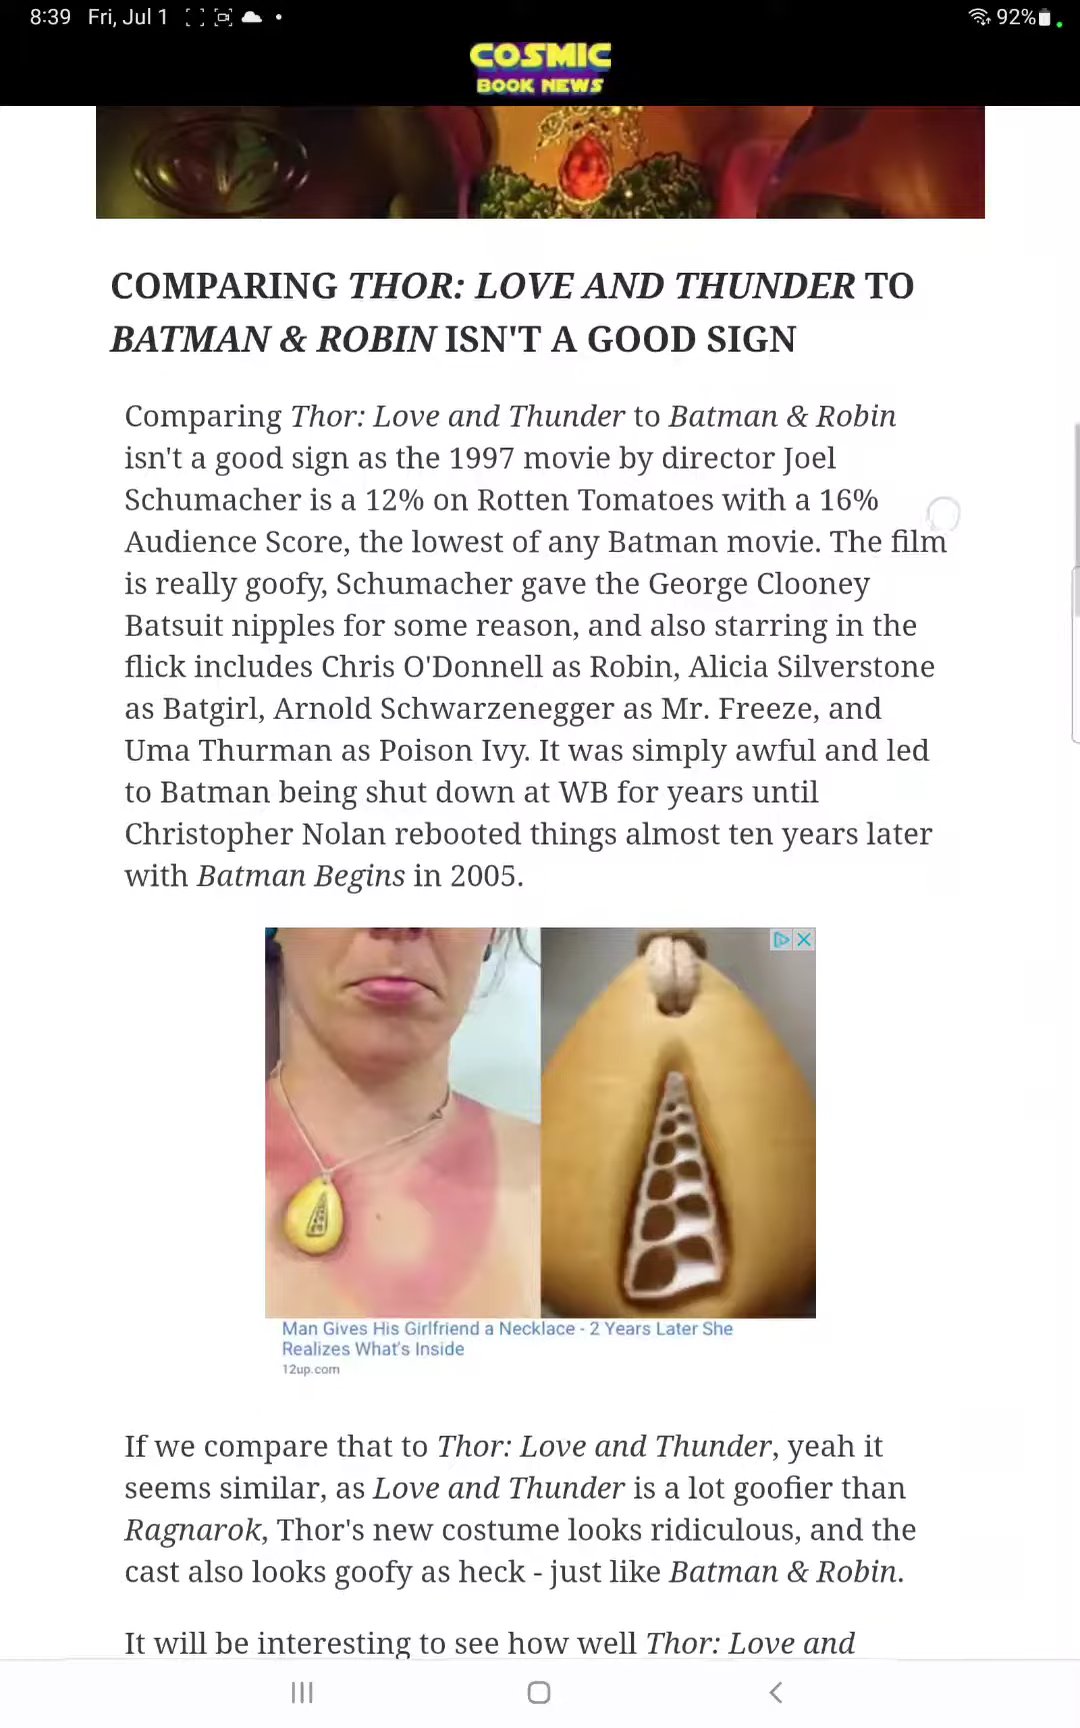 8:39 Fri, Jul 1
92%
COSMIC
BOOK NEWS
COMPARING THOR: LOVE AND THUNDER TO
BATMAN & ROBIN ISN'T A GOOD SIGN
Comparing Thor: Love and Thunder to Batman & Robin
isn't a good sign as the 1997 movie by director Joel
Schumacher is a 12% on Rotten Tomatoes with a 16%
Audience Score, the lowest of any Batman movie. The film
is really goofy, Schumacher gave the George Clooney
Batsuit nipples for some reason, and also starring in the
flick includes Chris O'Donnell as Robin, Alicia Silverstone
as Batgirl, Arnold Schwarzenegger as Mr. Freeze, and
Uma Thurman as Poison Ivy. It was simply awful and led
to Batman being shut down at WB for years until
Christopher Nolan rebooted things almost ten years later
with Batman Begins in 2005.
Man Gives His Girlfriend a Necklace - 2 Years Later She
Realizes What's Inside
12up.com
If we compare that to Thor: Love and Thunder, yeah it
seems similar, as Love and Thunder is a lot goofier than
Ragnarok, Thor's new costume looks ridiculous, and the
cast also looks goofy as heck - just like Batman & Robin.
It will be interesting to see how well Thor: Love and